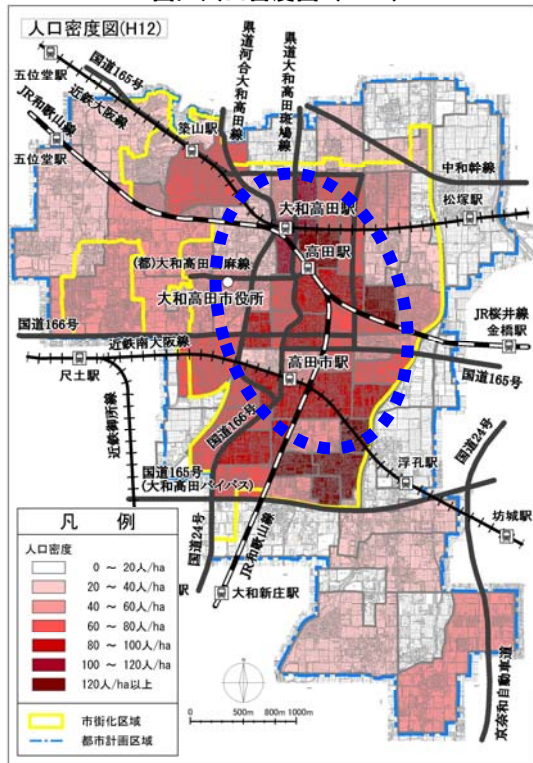 人口密度図(H12)
国道165号
五位堂駅
近鉄大阪線
県道河合大和高田線
県道大和高田斑鳩線
JR和歌山線
築山駅
五位堂駅
中和幹線
大和高田駅
松塚駅
高田駅
(都)大和高田
麻線
大和高田市役所
国道166号
近鉄南大阪線
JR桜井線
金橋駅
尺土駅
高田市駅
国道165号
近鉄御所線
国道166号
国道24号
浮孔駅
国道165号
(大和高田バイパス)
坊城駅
凡 例
人口密度
0 ～ 20人/ha
20 ～ 40人/ha
40 ～ 60人/ha
60 ～ 80人/ha
80 ～ 100人/ha
100 ～ 120人/ha
120人/ha以上
市街化区域
都市計画区域
国道24号
JR和歌山線
駅
大和新庄駅
京奈和自動車道
0 500m 800m 1000m